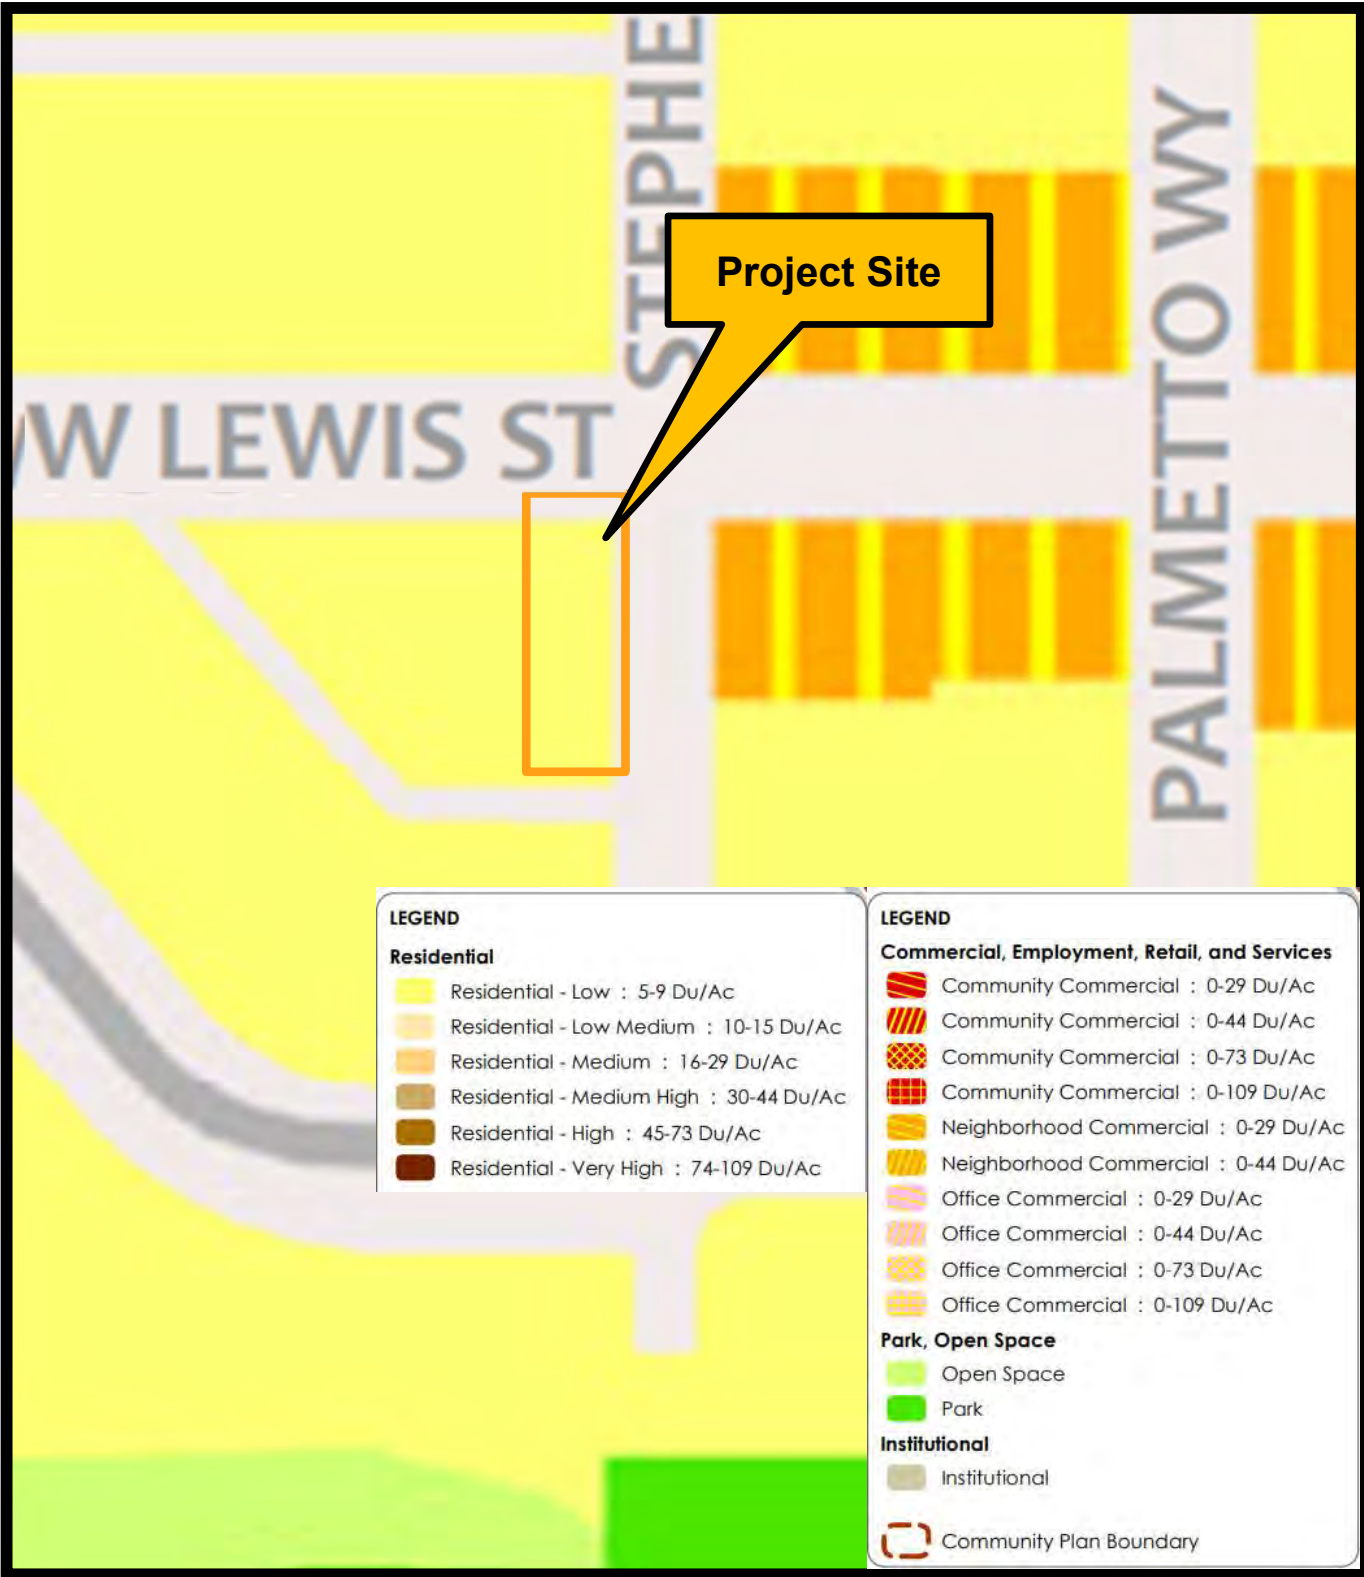 STEPHE
PALMETTO WY
Project Site
W LEWIS ST
LEGEND
Residential
Residential - Low : 5-9 Du/Ac
Residential - Low Medium : 10-15 Du/Ac
Residential - Medium : 16-29 Du/Ac
Residential - Medium High : 30-44 Du/Ac
Residential - High : 45-73 Du/Ac
Residential - Very High : 74-109 Du/Ac
LEGEND
Commercial, Employment, Retail, and Services
Community Commercial : 0-29 Du/Ac
Community Commercial : 0-44 Du/Ac
Community Commercial : 0-73 Du/Ac
Community Commercial : 0-109 Du/Ac
Neighborhood Commercial : 0-29 Du/Ac
Neighborhood Commercial : 0-44 Du/Ac
Office Commercial : 0-29 Du/Ac
Office Commercial : 0-44 Du/Ac
Office Commercial : 0-73 Du/Ac
Office Commercial : 0-109 Du/Ac
Park, Open Space
Open Space
Park
Institutional
Institutional
Community Plan Boundary